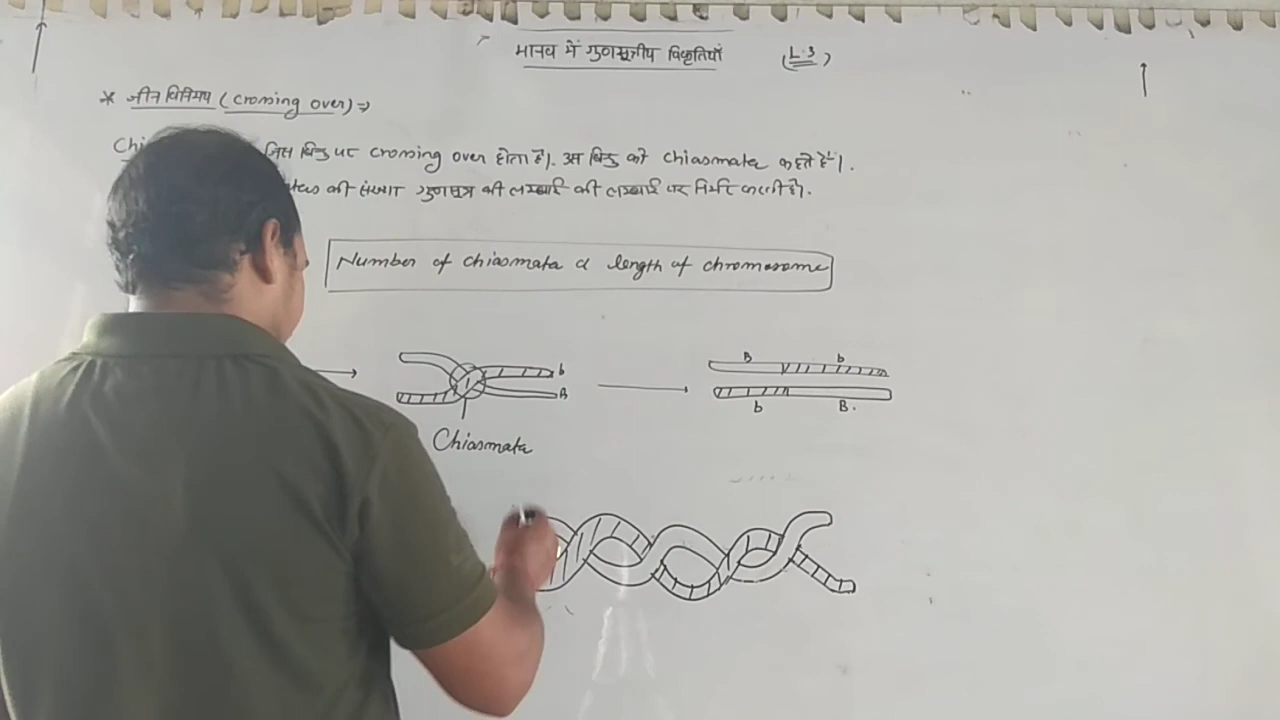 मानव में गुणसूत्रीय विकृतियाँ (L.3)
* जीन विनिमय (Crossing over) ⇒
Chi
जिस बिन्दु पर crossing over होता है। उस बिन्दु को chiasmata कहते हैं।
की संख्या गुणसूत्र की लम्बाई की लम्बाई पर निर्भर करती है।
Number of chiasmata α length of chromosome
b
B
Chiasmata
B b
b B.